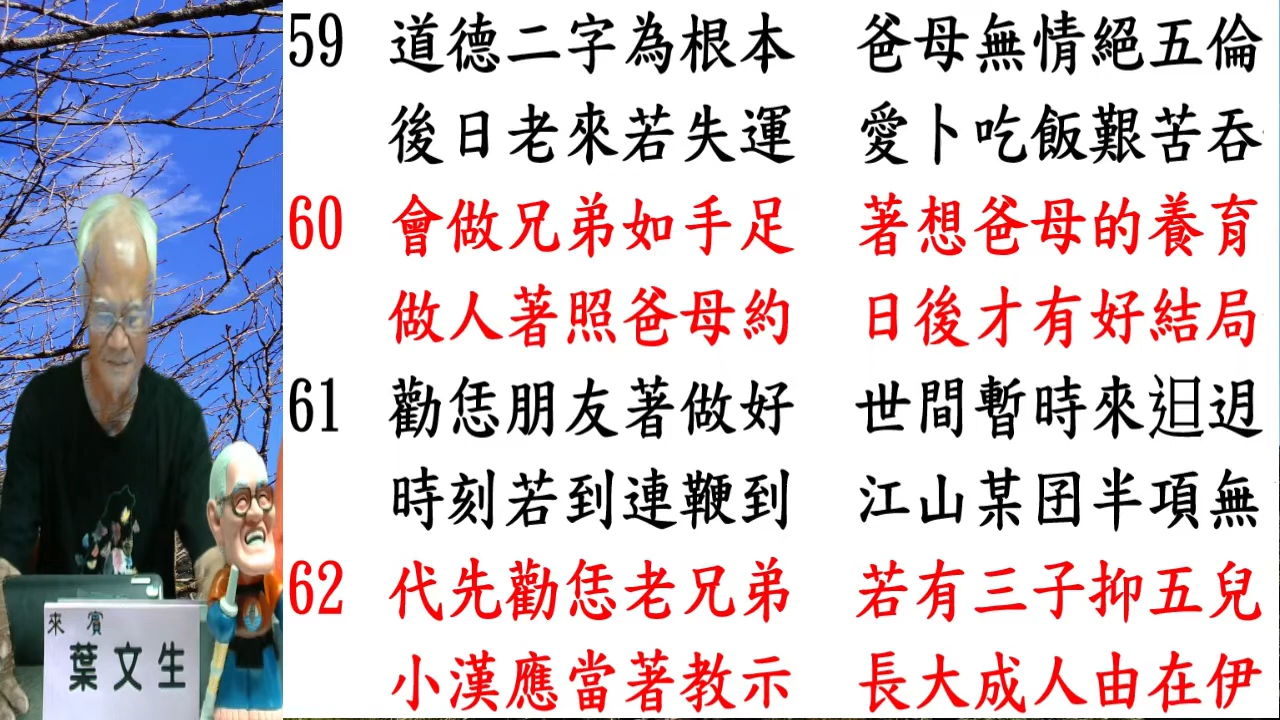 59 道德二字為根本 爸母無情絕五倫
後日老來若失運 愛卜吃飯艱苦吞
60 會做兄弟如手足 著想爸母的養育
做人著照爸母約 日後才有好結局
61 勸恁朋友著做好 世間暫時來𨑨迌
時刻若到連鞭到 江山某囝半項無
62 代先勸恁老兄弟 若有三子抑五兒
小漢應當著教示 長大成人由在伊
來賓
葉文生